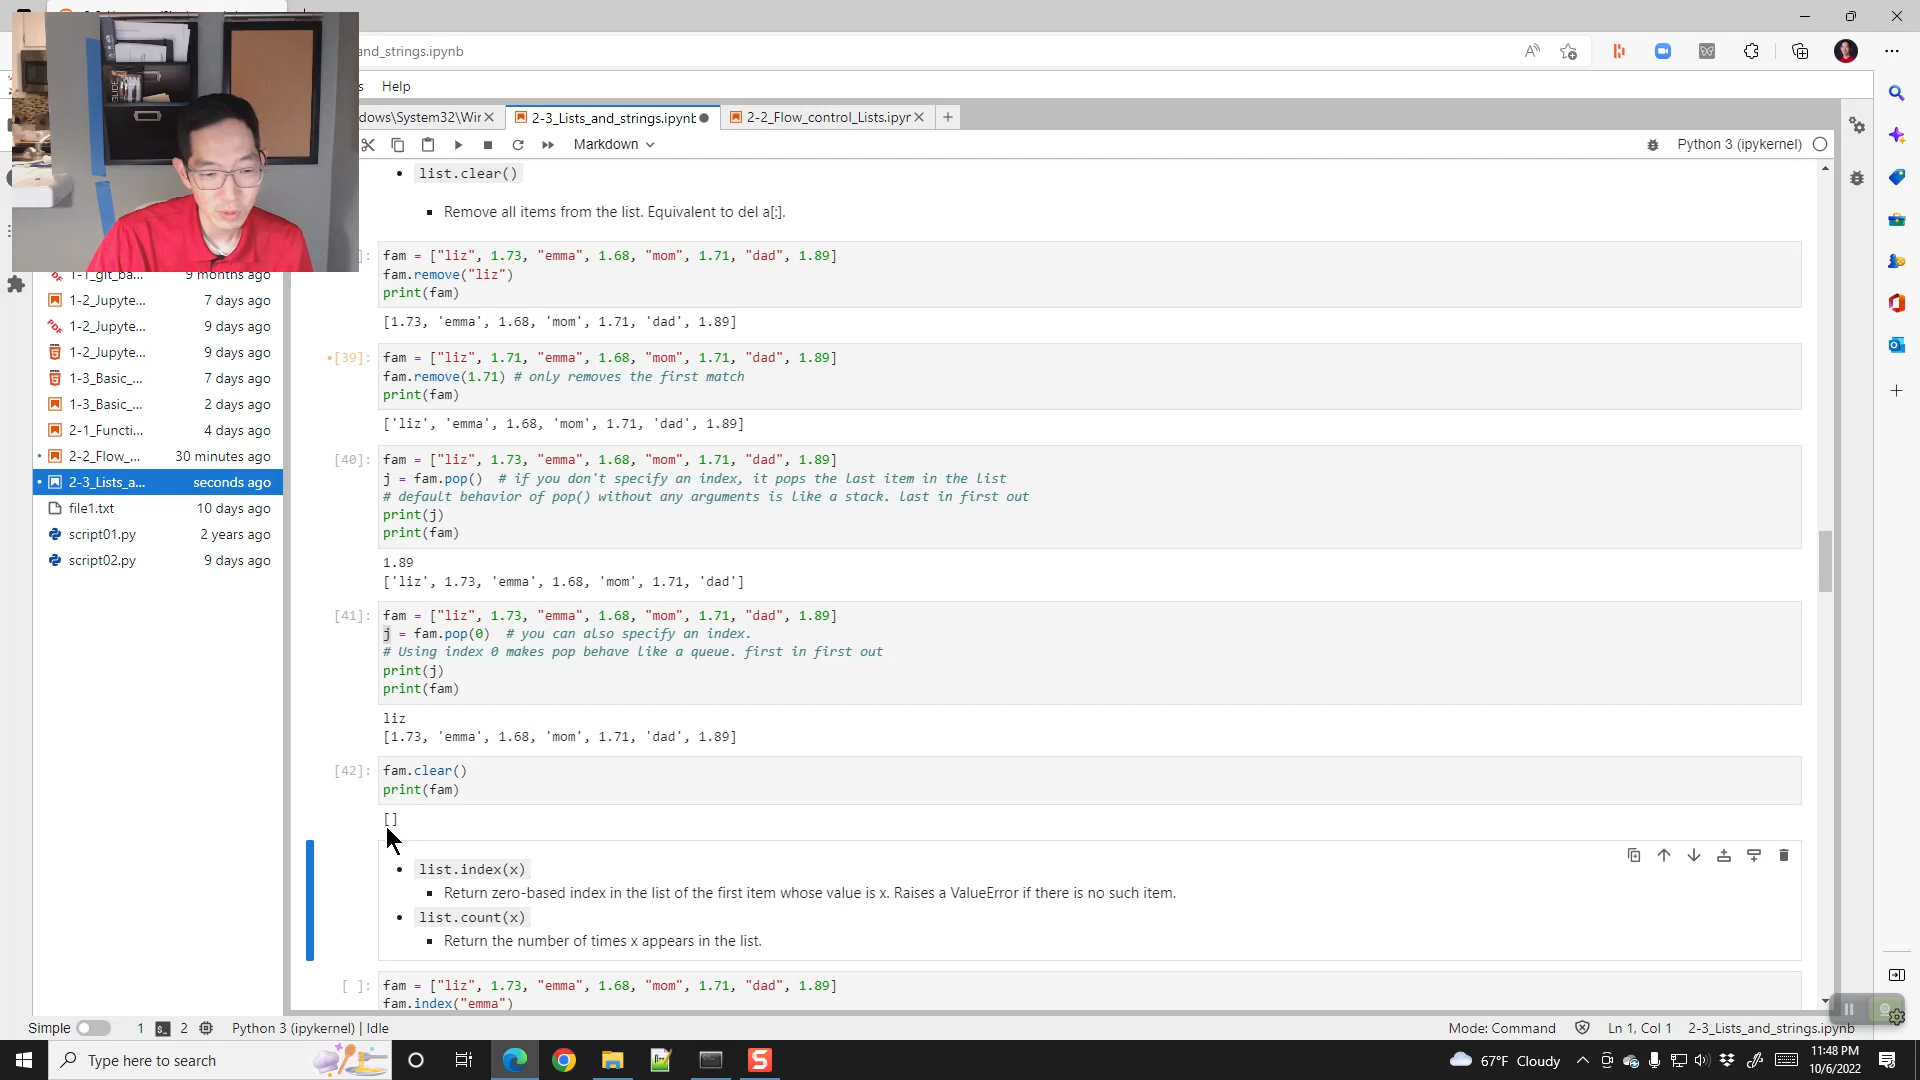 and_strings.ipynb
s Help
dows\System32\Wir
2-3_Lists_and_strings.ipynb
2-2_Flow_control_Lists.ipyr
Markdown
Python 3 (ipykernel)
list.clear()
Remove all items from the list. Equivalent to del a[:].
]: fam = ["liz", 1.73, "emma", 1.68, "mom", 1.71, "dad", 1.89]
fam.remove("liz")
print(fam)
[1.73, 'emma', 1.68, 'mom', 1.71, 'dad', 1.89]
[39]: fam = ["liz", 1.71, "emma", 1.68, "mom", 1.71, "dad", 1.89]
fam.remove(1.71) # only removes the first match
print(fam)
['liz', 'emma', 1.68, 'mom', 1.71, 'dad', 1.89]
[40]: fam = ["liz", 1.73, "emma", 1.68, "mom", 1.71, "dad", 1.89]
j = fam.pop() # if you don't specify an index, it pops the last item in the list
# default behavior of pop() without any arguments is like a stack. last in first out
print(j)
print(fam)
1.89
['liz', 1.73, 'emma', 1.68, 'mom', 1.71, 'dad']
[41]: fam = ["liz", 1.73, "emma", 1.68, "mom", 1.71, "dad", 1.89]
j = fam.pop(0) # you can also specify an index.
# Using index 0 makes pop behave like a queue. first in first out
print(j)
print(fam)
liz
[1.73, 'emma', 1.68, 'mom', 1.71, 'dad', 1.89]
[42]: fam.clear()
print(fam)
[]
list.index(x)
Return zero-based index in the list of the first item whose value is x. Raises a ValueError if there is no such item.
list.count(x)
Return the number of times x appears in the list.
[ ]: fam = ["liz", 1.73, "emma", 1.68, "mom", 1.71, "dad", 1.89]
fam.index("emma")
1-1_git_ba... 9 months ago
1-2_Jupyte... 7 days ago
1-2_Jupyte... 9 days ago
1-2_Jupyte... 9 days ago
1-3_Basic_... 7 days ago
1-3_Basic_... 2 days ago
2-1_Functi... 4 days ago
2-2_Flow_... 30 minutes ago
2-3_Lists_a... seconds ago
file1.txt 10 days ago
script01.py 2 years ago
script02.py 9 days ago
Simple 1 2 Python 3 (ipykernel) | Idle
Mode: Command Ln 1, Col 1 2-3_Lists_and_strings.ipynb
Type here to search
67°F Cloudy
11:48 PM
10/6/2022